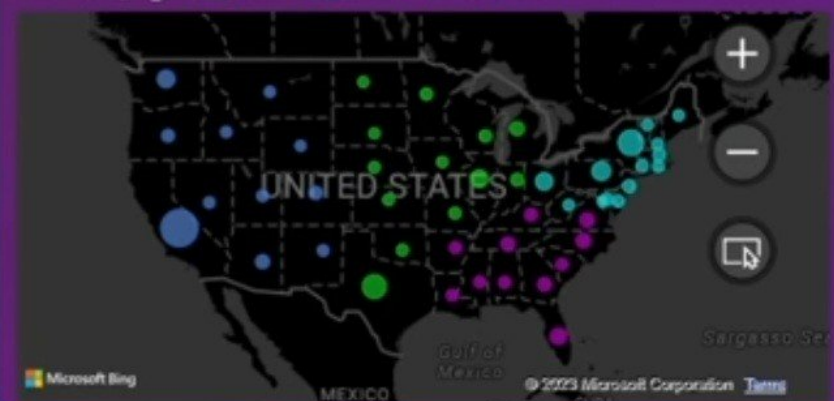 UNITED STATES
Gulf of
Mexico
MEXICO
Sargasso Se
Microsoft Bing
© 2023 Microsoft Corporation Terms